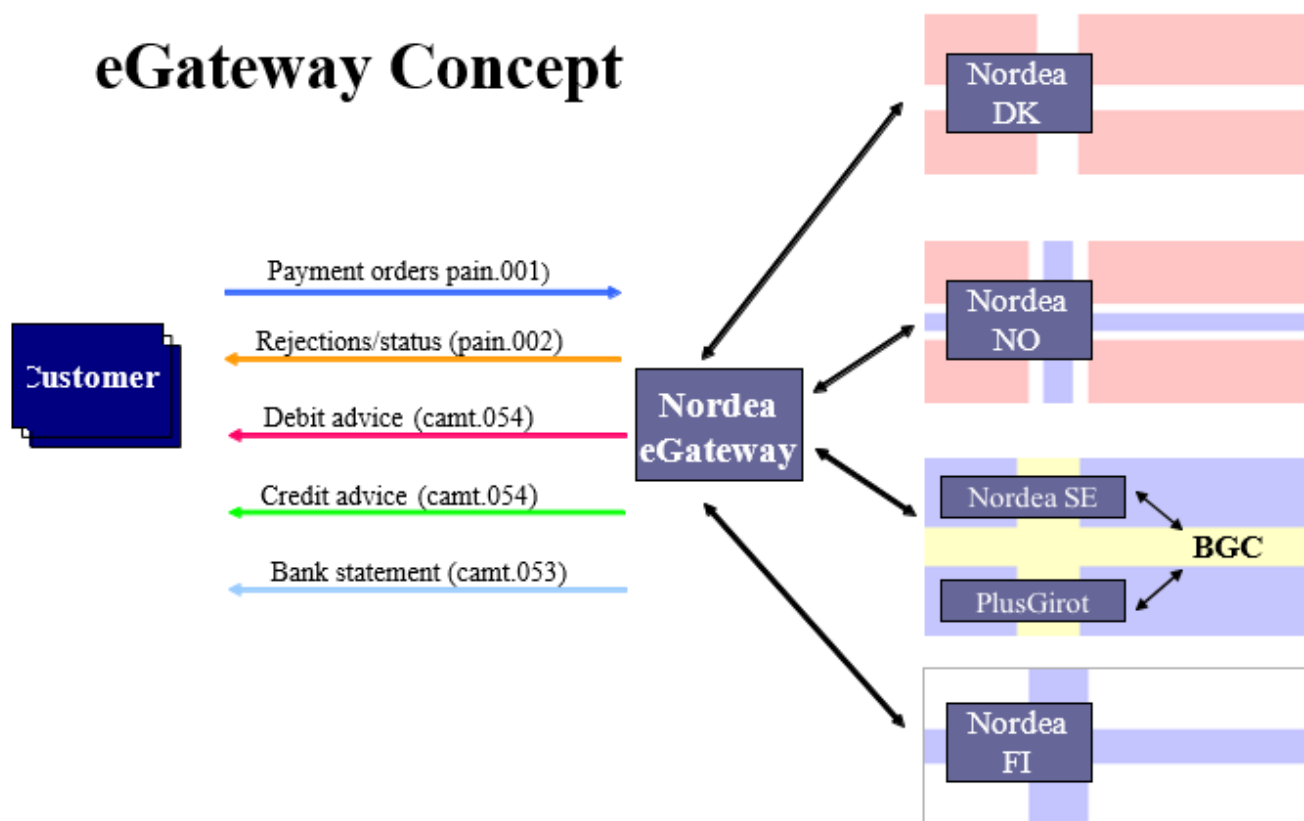 eGateway Concept
Payment orders pain.001)
Rejections/status (pain.002)
Debit advice (camt.054)
Credit advice (camt.054)
Bank statement (camt.053)
Customer
Nordea
eGateway
Nordea
DK
Nordea
NO
Nordea SE
BGC
PlusGirot
Nordea
FI